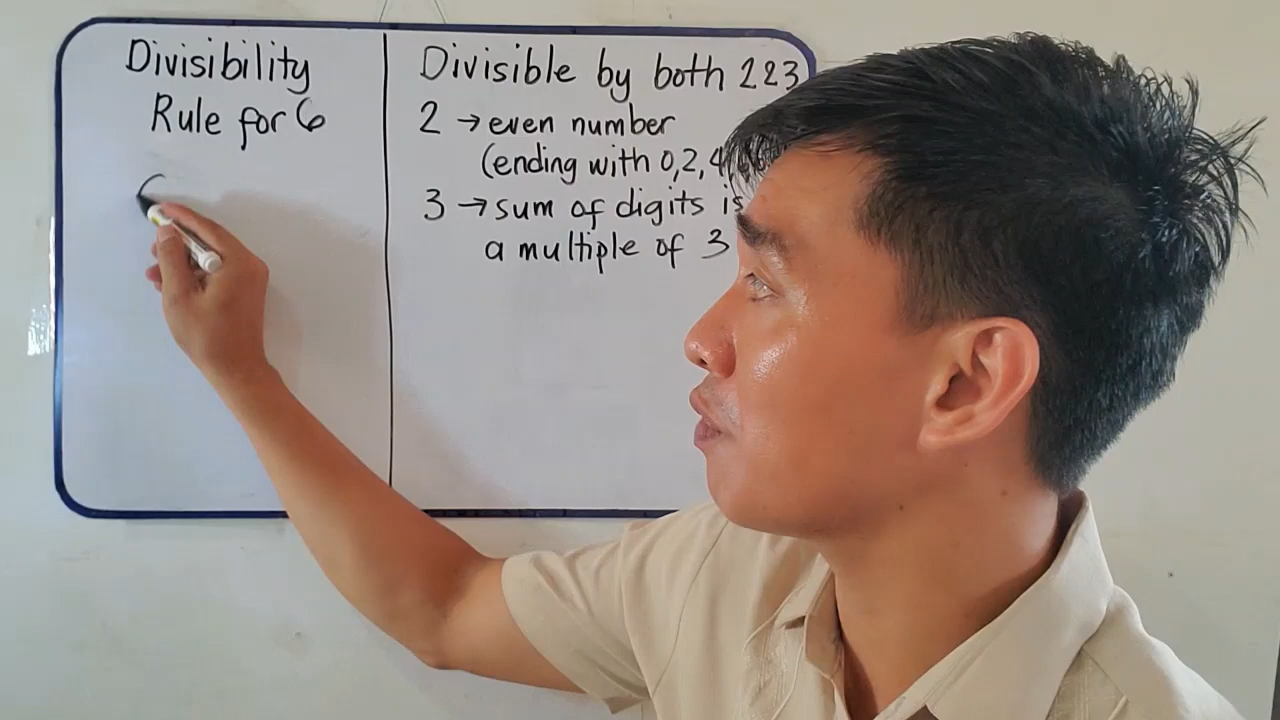 Divisibility
Rule for 6
Divisible by both 2 & 3
2 → even number
(ending with 0, 2, 4,
3 → sum of digits is
a multiple of 3